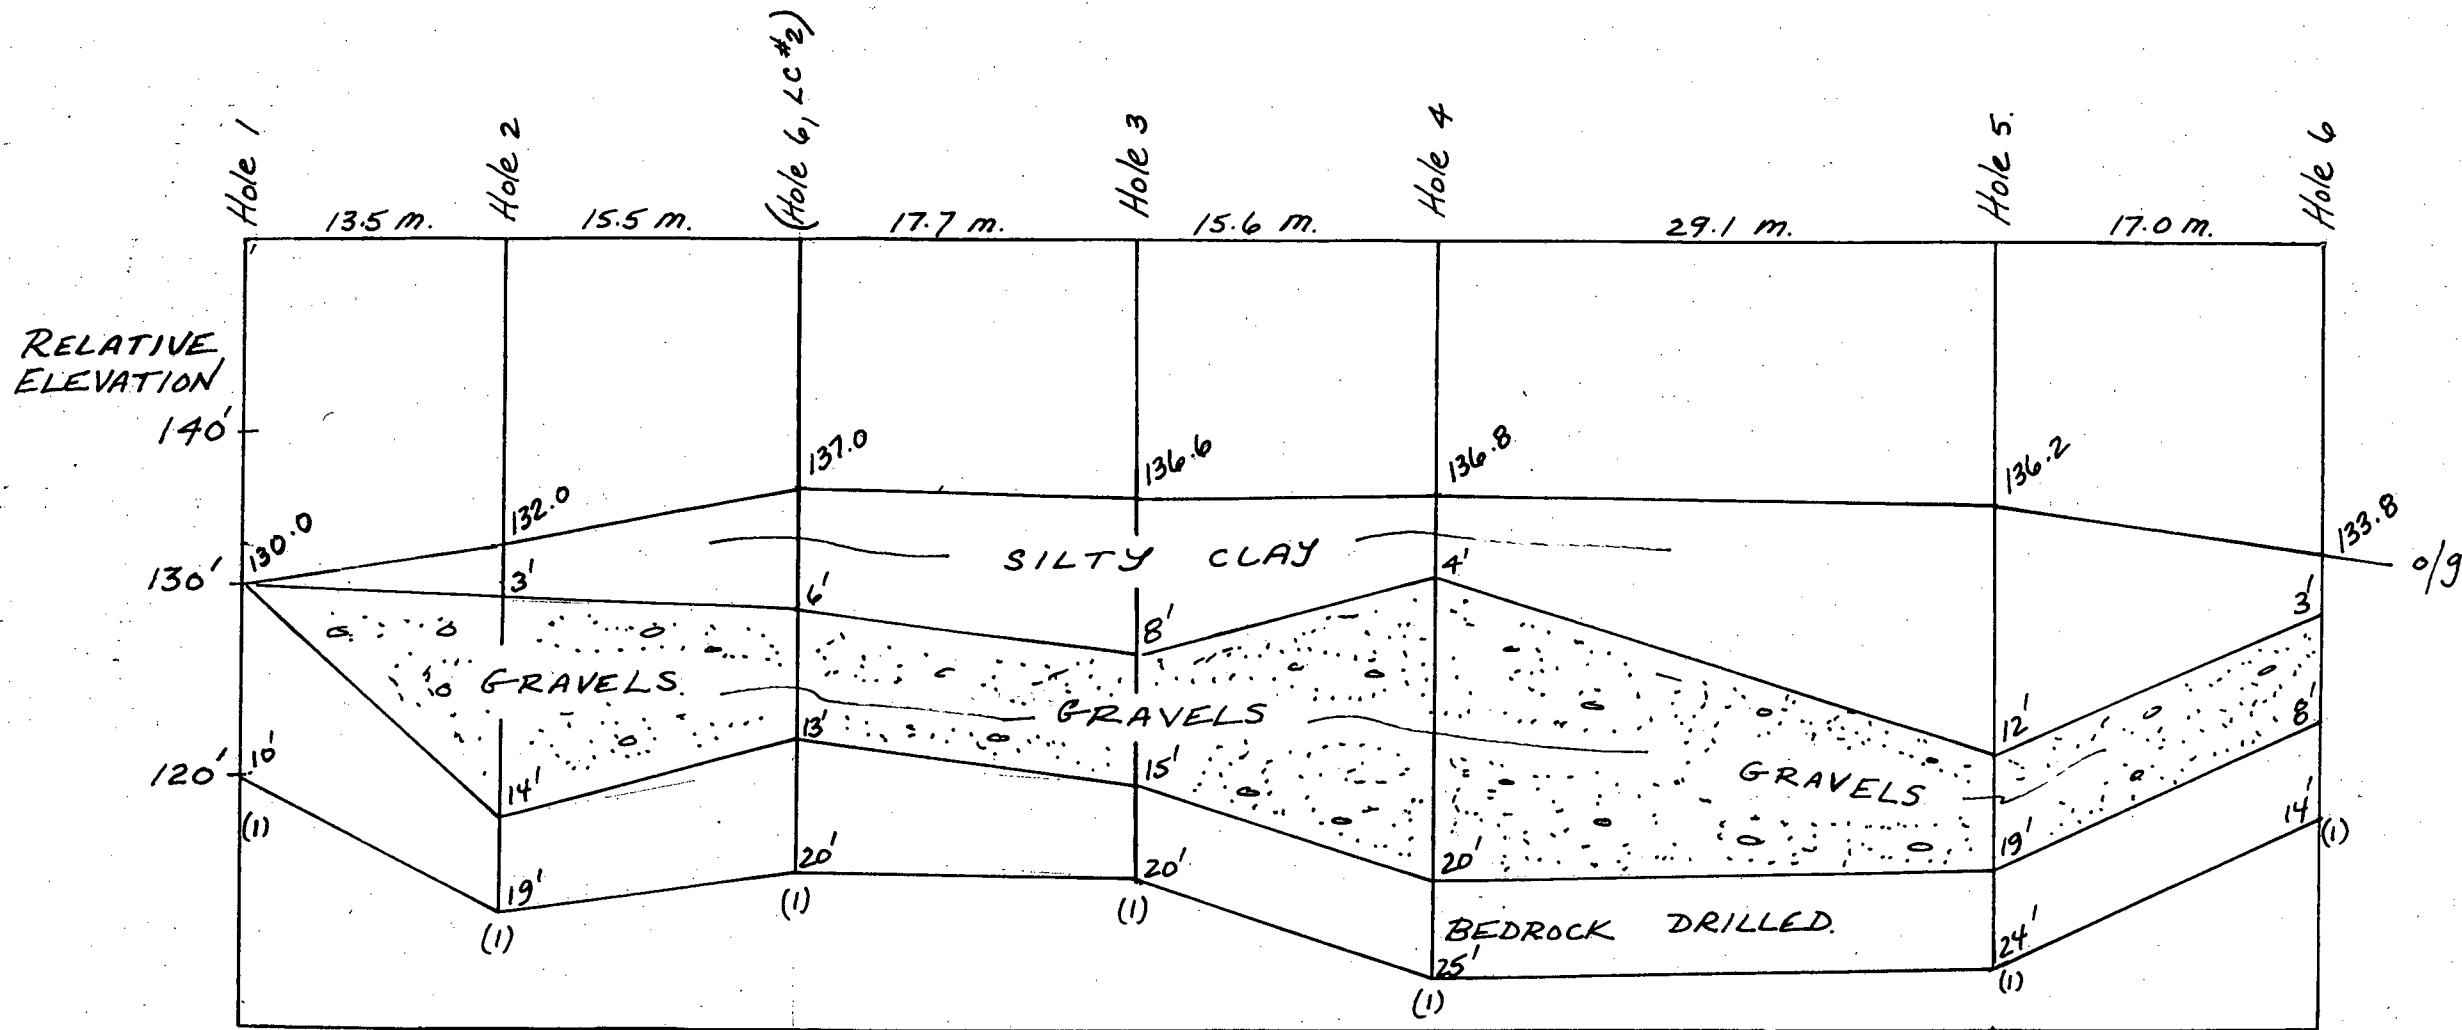 Hole 1
Hole 2
(Hole 6, LC #2)
Hole 3
Hole 4
Hole 5.
Hole 6
13.5 m.
15.5 m.
17.7 m.
15.6 m.
29.1 m.
17.0 m.
RELATIVE
ELEVATION
140'
130'
120'
130.0
132.0
137.0
136.6
136.8
136.2
133.8
o/g
SILTY CLAY
3'
6'
8'
4'
12'
3'
GRAVELS.
GRAVELS
GRAVELS
10'
14'
13'
15'
20'
19'
8'
BEDROCK DRILLED.
19'
20'
20'
25'
24'
14'
(1)
(1)
(1)
(1)
(1)
(1)
(1)